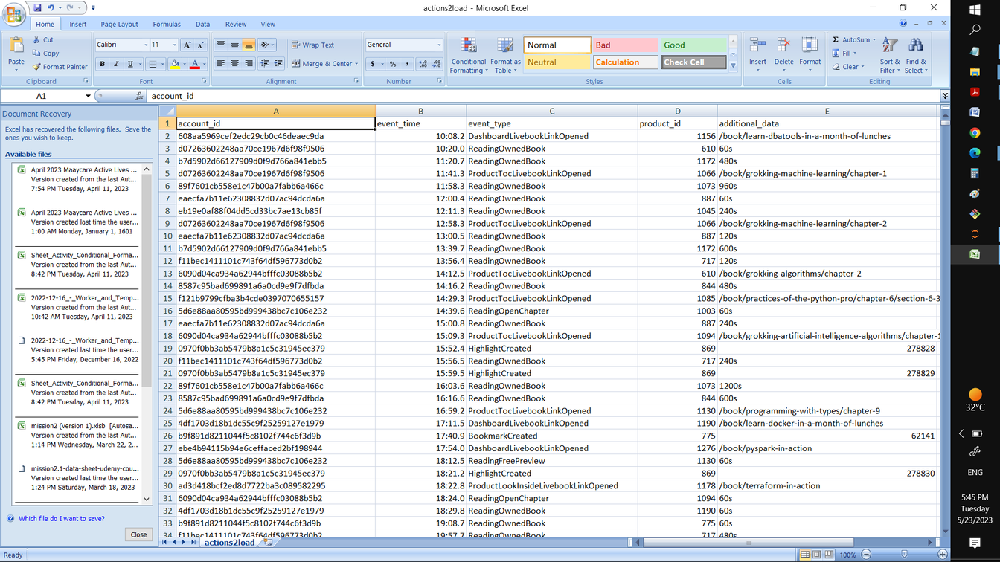 actions2load - Microsoft Excel
Home Insert Page Layout Formulas Data Review View
Paste
Cut
Copy
Format Painter
Clipboard
Calibri 11
B I U
Font
Wrap Text
Merge & Center
Alignment
General
$ % ,
Number
Conditional Formatting
Format as Table
Normal Bad Good
Neutral Calculation Check Cell
Styles
Insert Delete Format
Cells
Σ AutoSum
Fill
Clear
Sort & Filter
Find & Select
Editing
A1 fx account_id
Document Recovery
Excel has recovered the following files. Save the
ones you wish to keep.
Available files
April 2023 Maaycare Active Lives ...
Version created from the last Aut...
7:54 PM Tuesday, April 11, 2023
April 2023 Maaycare Active Lives ...
Version created last time the user...
1:00 AM Monday, January 1, 1601
Sheet_Activity_Conditional_Forma...
Version created from the last Aut...
8:42 PM Tuesday, April 11, 2023
2022-12-16_-_Worker_and_Temp...
Version created from the last Aut...
10:42 AM Tuesday, April 11, 2023
2022-12-16_-_Worker_and_Temp...
Version created last time the user...
5:45 PM Friday, December 16, 2022
Sheet_Activity_Conditional_Forma...
Version created from the last Aut...
8:42 PM Tuesday, April 11, 2023
mission2 (version 1).xlsb [Autosa...
Version created from the last Aut...
1:14 PM Wednesday, March 22, 2...
mission2.1-data-sheet-udemy-cou...
Version created last time the user...
1:24 PM Saturday, March 18, 2023
Which file do I want to save?
Close
A B C D E
1 account_id event_time event_type product_id additional_data
2 608aa5969cef2edc29cb0c46deaec9da 10:08.2 DashboardLivebookLinkOpened 1156 /book/learn-dbatools-in-a-month-of-lunches
3 d07263602248aa70ce1967d6f98f9506 10:20.0 ReadingOwnedBook 610 60s
4 b7d5902d66127909d0f9d766a841ebb5 11:20.7 ReadingOwnedBook 1172 480s
5 d07263602248aa70ce1967d6f98f9506 11:41.3 ProductTocLivebookLinkOpened 1066 /book/grokking-machine-learning/chapter-1
6 89f7601cb558e1c47b00a7fabb6a466c 11:58.3 ReadingOwnedBook 1073 960s
7 eaecfa7b11e62308832d07ac94dcda6a 12:00.4 ReadingOwnedBook 887 60s
8 eb19e0af88f04dd5cd33bc7ae13cb85f 12:11.3 ReadingOwnedBook 1045 240s
9 d07263602248aa70ce1967d6f98f9506 12:58.3 ProductTocLivebookLinkOpened 1066 /book/grokking-machine-learning/chapter-2
10 eaecfa7b11e62308832d07ac94dcda6a 13:00.5 ReadingOwnedBook 887 120s
11 b7d5902d66127909d0f9d766a841ebb5 13:39.7 ReadingOwnedBook 1172 600s
12 f11bec1411101c743f64df596773d0b2 13:56.4 ReadingOwnedBook 717 120s
13 6090d04ca934a62944bfffc03088b5b2 14:12.5 ProductTocLivebookLinkOpened 610 /book/grokking-algorithms/chapter-2
14 8587c95bad699891a6a0cd9e9f7dfbda 14:16.2 ReadingOwnedBook 844 480s
15 f121b9799cfba3b4cde0397070655157 14:29.3 ProductTocLivebookLinkOpened 1085 /book/practices-of-the-python-pro/chapter-6/section-6-3
16 5d6e88aa80595bd999438bc7c106e232 14:39.6 ReadingOpenChapter 1003 60s
17 eaecfa7b11e62308832d07ac94dcda6a 15:00.8 ReadingOwnedBook 887 240s
18 6090d04ca934a62944bfffc03088b5b2 15:09.3 ProductTocLivebookLinkOpened 1094 /book/grokking-artificial-intelligence-algorithms/chapter-1
19 0970f0bb3ab5479b8a1c5c31945ec379 15:52.4 HighlightCreated 869 278828
20 f11bec1411101c743f64df596773d0b2 15:56.5 ReadingOwnedBook 717 240s
21 0970f0bb3ab5479b8a1c5c31945ec379 15:59.5 HighlightCreated 869 278829
22 89f7601cb558e1c47b00a7fabb6a466c 16:03.6 ReadingOwnedBook 1073 1200s
23 8587c95bad699891a6a0cd9e9f7dfbda 16:16.6 ReadingOwnedBook 844 600s
24 5d6e88aa80595bd999438bc7c106e232 16:59.2 ProductTocLivebookLinkOpened 1130 /book/programming-with-types/chapter-9
25 4df1703d18b1dc55c9f25259127e1979 17:11.5 DashboardLivebookLinkOpened 1190 /book/learn-docker-in-a-month-of-lunches
26 b9f891d8211044f5c8102f744c6f3d9b 17:40.9 BookmarkCreated 775 62141
27 ebe4b94115b94e6ceffaced2bf198944 17:54.0 DashboardLivebookLinkOpened 1276 /book/pyspark-in-action
28 5d6e88aa80595bd999438bc7c106e232 18:12.5 ReadingFreePreview 1130 60s
29 0970f0bb3ab5479b8a1c5c31945ec379 18:21.2 HighlightCreated 869 278830
30 ad3d418bcf2ed8d7722ba3c089582295 18:22.8 ProductLookInsideLivebookLinkOpened 1178 /book/terraform-in-action
31 6090d04ca934a62944bfffc03088b5b2 18:24.0 ReadingOpenChapter 1094 60s
32 4df1703d18b1dc55c9f25259127e1979 18:29.8 ReadingOwnedBook 1190 60s
33 b9f891d8211044f5c8102f744c6f3d9b 19:08.7 ReadingOwnedBook 775 60s
34 f11bec1411101c743f64df596773d0b2 19:57.7 ReadingOwnedBook 717 480s
actions2load
Ready
100%
32°C
ENG
5:45 PM
Tuesday
5/23/2023